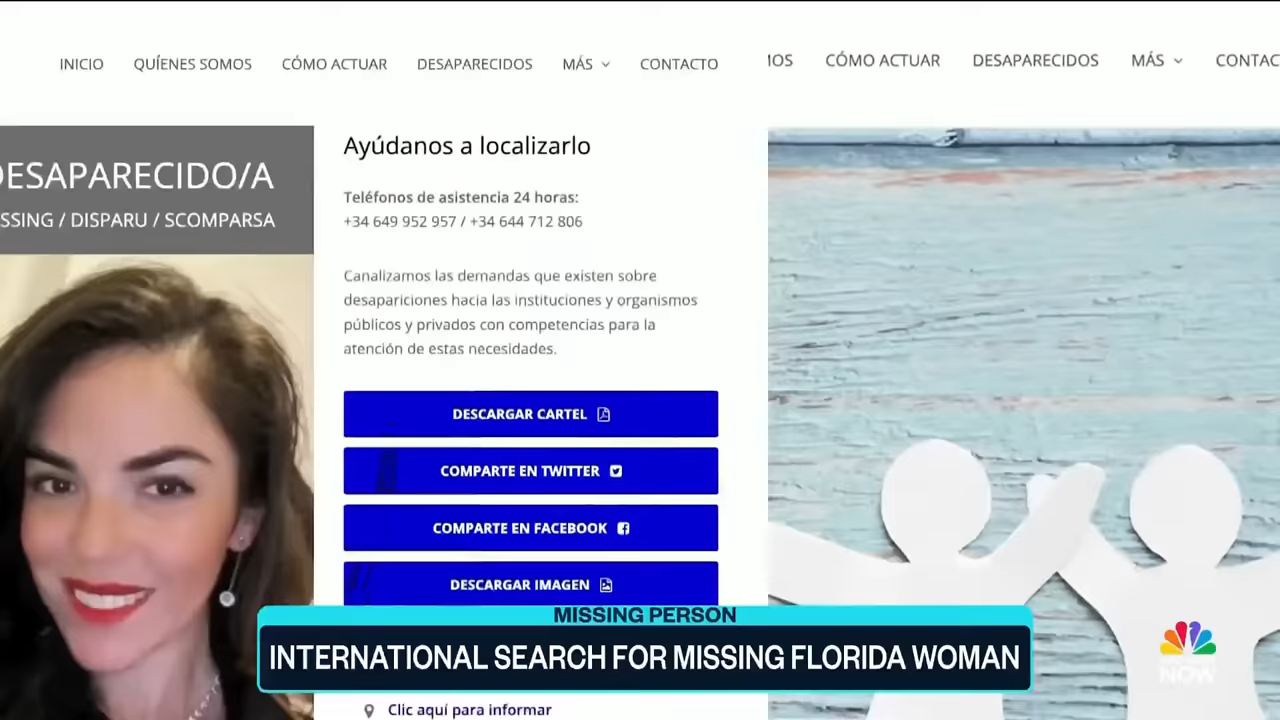 INICIO QUÍENES SOMOS CÓMO ACTUAR DESAPARECIDOS MÁS CONTACTO
MOS CÓMO ACTUAR DESAPARECIDOS MÁS CONTAC
DESAPARECIDO/A
SSING / DISPARU / SCOMPARSA
Ayúdanos a localizarlo
Teléfonos de asistencia 24 horas:
+34 649 952 957 / +34 644 712 806
Canalizamos las demandas que existen sobre
desapariciones hacia las instituciones y organismos
públicos y privados con competencias para la
atención de estas necesidades.
DESCARGAR CARTEL
COMPARTE EN TWITTER
COMPARTE EN FACEBOOK
DESCARGAR IMAGEN
MISSING PERSON
INTERNATIONAL SEARCH FOR MISSING FLORIDA WOMAN
Clic aquí para informar
NOW